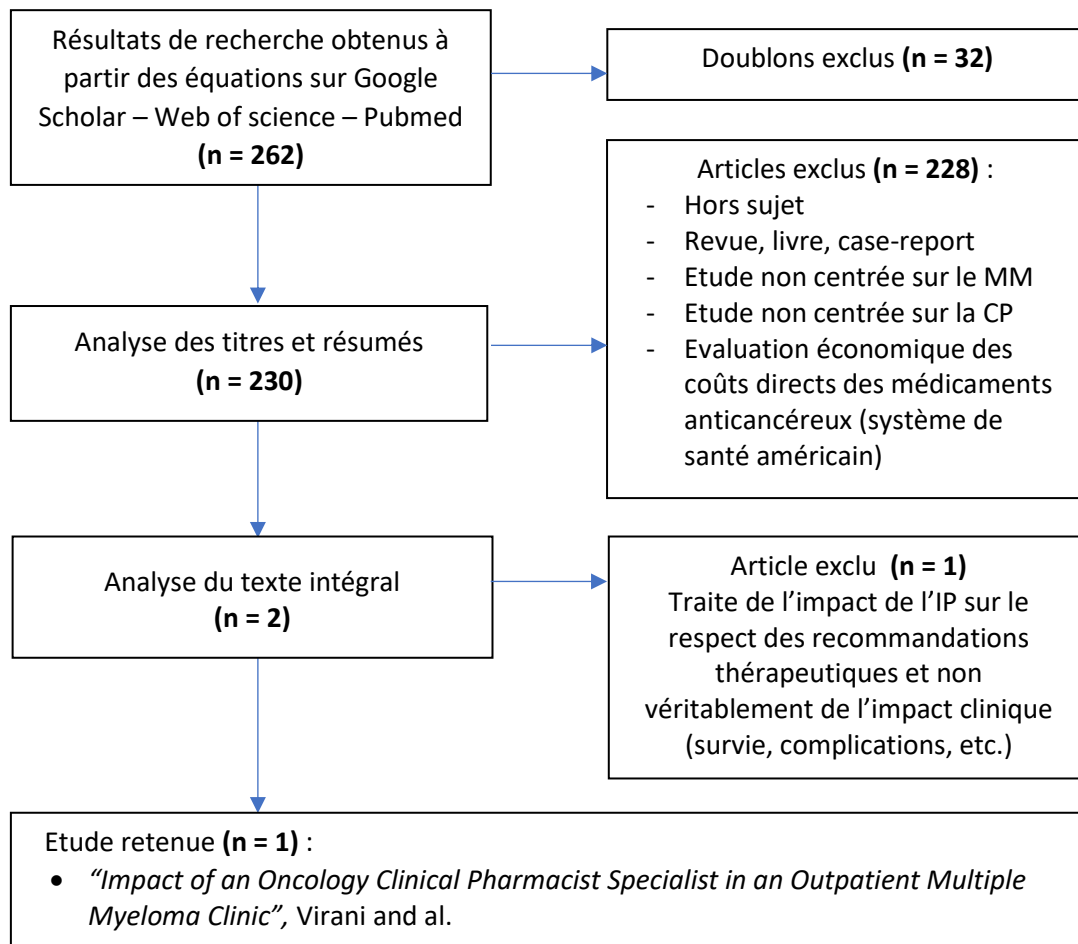 Résultats de recherche obtenus à
partir des équations sur Google
Scholar – Web of science – Pubmed
(n = 262)
Doublons exclus (n = 32)
Articles exclus (n = 228) :
- Hors sujet
- Revue, livre, case-report
- Etude non centrée sur le MM
- Etude non centrée sur la CP
- Evaluation économique des
coûts directs des médicaments
anticancéreux (système de
santé américain)
Analyse des titres et résumés
(n = 230)
Analyse du texte intégral
(n = 2)
Article exclu (n = 1)
Traite de l’impact de l’IP sur le
respect des recommandations
thérapeutiques et non
véritablement de l’impact clinique
(survie, complications, etc.)
Etude retenue (n = 1) :
• “Impact of an Oncology Clinical Pharmacist Specialist in an Outpatient Multiple
Myeloma Clinic”, Virani and al.